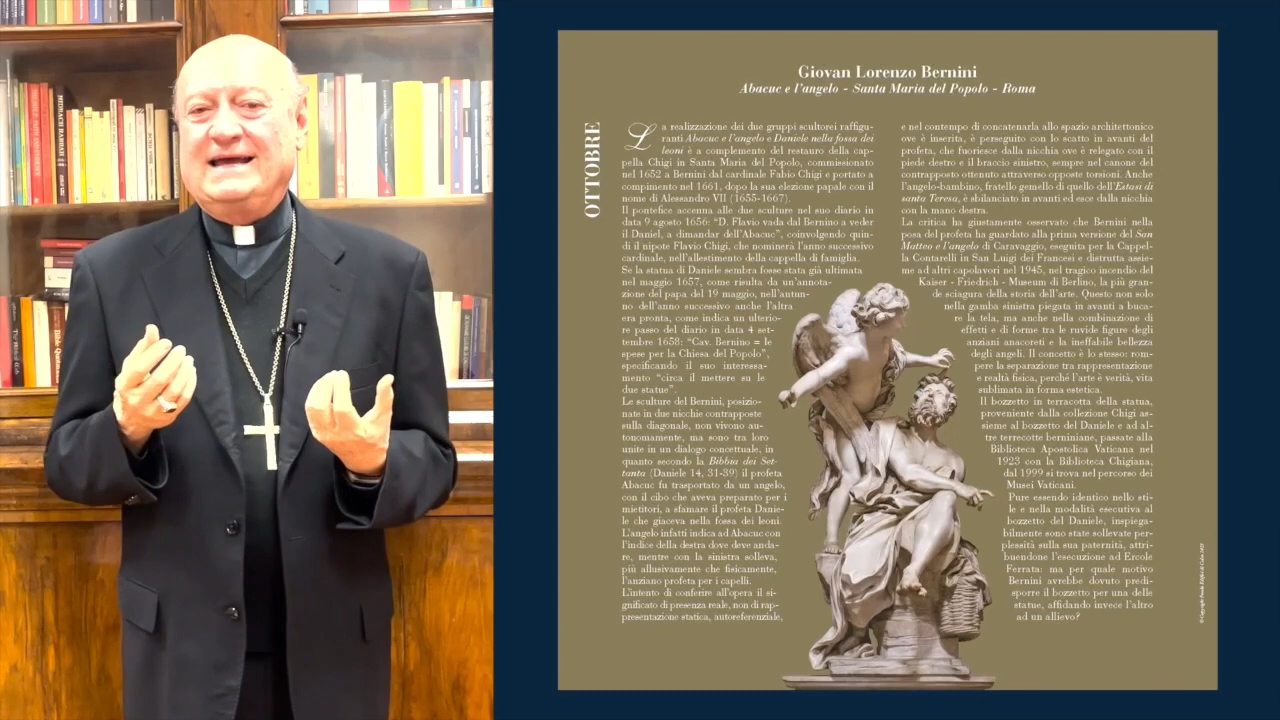 Giovan Lorenzo Bernini
Abacuc e l'angelo - Santa Maria del Popolo - Roma
OTTOBRE
La realizzazione dei due gruppi scultorei raffigu-
ranti Abacuc e l'angelo e Daniele nella fossa dei
leoni è a complemento del restauro della cap-
pella Chigi in Santa Maria del Popolo, commissionato
nel 1652 a Bernini dal cardinale Fabio Chigi e portato a
compimento nel 1661, dopo la sua elezione papale con il
nome di Alessandro VII (1655-1667).
Il pontefice accenna alle due sculture nel suo diario in
data 9 agosto 1656: “D. Flavio vada dal Bernino a veder
il Daniel, a dimandar dell'Abacuc”, coinvolgendo quin-
di il nipote Flavio Chigi, che nominerà l'anno successivo
cardinale, nell'allestimento della cappella di famiglia.
Se la statua di Daniele sembra fosse stata già ultimata
nel maggio 1657, come risulta da un'annota-
zione del papa del 19 maggio, nell'autun-
no dell'anno successivo anche l'altra
era pronta, come indica un ulterio-
re passo del diario in data 4 set-
tembre 1658: “Cav. Bernino = le
spese per la Chiesa del Popolo”,
specificando il suo interessa-
mento “circa il mettere su le
due statue”.
Le sculture del Bernini, posizio-
nate in due nicchie contrapposte
sulla diagonale, non vivono au-
tonomamente, ma sono tra loro
unite in un dialogo concettuale, in
quanto secondo la Bibbia dei Set-
tanta (Daniele 14, 31-39) il profeta
Abacuc fu trasportato da un angelo,
con il cibo che aveva preparato per i
mietitori, a sfamare il profeta Danie-
le che giaceva nella fossa dei leoni.
L'angelo infatti indica ad Abacuc con
l'indice della destra dove deve anda-
re, mentre con la sinistra solleva,
più allusivamente che fisicamente,
l'anziano profeta per i capelli.
L'intento di conferire all'opera il si-
gnificato di presenza reale, non di rap-
presentazione statica, autoreferenziale,
e nel contempo di concatenarla allo spazio architettonico
ove è inserita, è perseguito con lo scatto in avanti del
profeta, che fuoriesce dalla nicchia ove è relegato con il
piede destro e il braccio sinistro, sempre nel canone del
contrapposto ottenuto attraverso opposte torsioni. Anche
l'angelo-bambino, fratello gemello di quello dell'Estasi di
santa Teresa, è sbilanciato in avanti ed esce dalla nicchia
con la mano destra.
La critica ha giustamente osservato che Bernini nella
posa del profeta ha guardato alla prima versione del San
Matteo e l'angelo di Caravaggio, eseguita per la Cappel-
la Contarelli in San Luigi dei Francesi e distrutta assie-
me ad altri capolavori nel 1945, nel tragico incendio del
Kaiser - Friedrich - Museum di Berlino, la più gran-
de sciagura della storia dell'arte. Questo non solo
nella gamba sinistra piegata in avanti a buca-
re la tela, ma anche nella combinazione di
effetti e di forme tra le ruvide figure degli
anziani anacoreti e la ineffabile bellezza
degli angeli. Il concetto è lo stesso: rom-
pere la separazione tra rappresentazione
e realtà fisica, perché l'arte è verità, vita
sublimata in forma estetica.
Il bozzetto in terracotta della statua,
proveniente dalla collezione Chigi as-
sieme al bozzetto del Daniele e ad al-
tre terrecotte berniniane, passate alla
Biblioteca Apostolica Vaticana nel
1923 con la Biblioteca Chigiana,
dal 1999 si trova nel percorso dei
Musei Vaticani.
Pure essendo identico nello sti-
le e nella modalità esecutiva al
bozzetto del Daniele, inspiega-
bilmente sono state sollevate per-
plessità sulla sua paternità, attri-
buendone l'esecuzione ad Ercole
Ferrata: ma per quale motivo
Bernini avrebbe dovuto predi-
sporre il bozzetto per una delle
statue, affidando invece l'altro
ad un allievo?